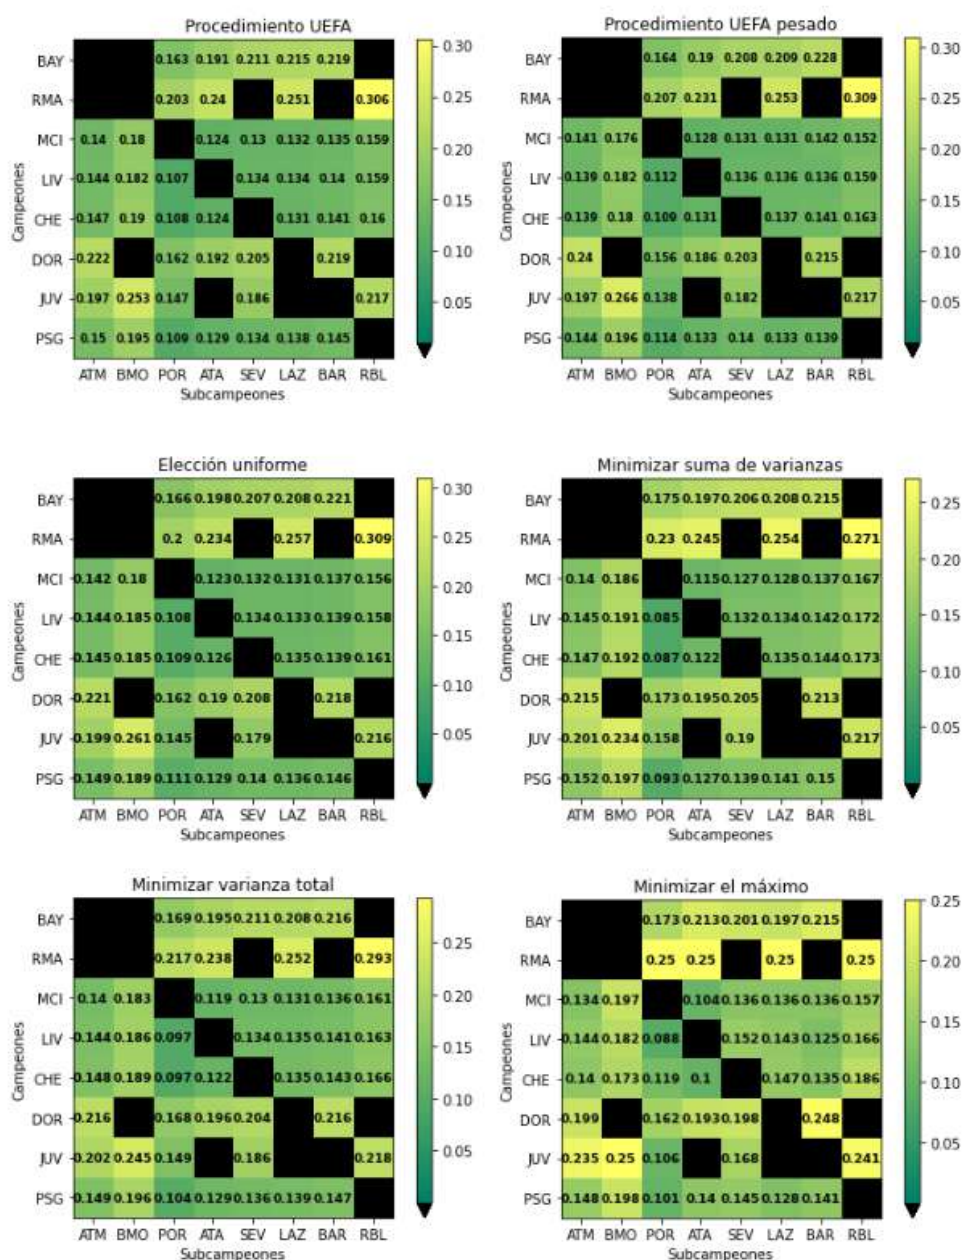 Procedimiento UEFA
BAY 0.163 0.191 0.211 0.215 0.219
RMA 0.203 0.24 0.251 0.306
MCI 0.14 0.18 0.124 0.13 0.132 0.135 0.159
LIV 0.144 0.182 0.107 0.134 0.134 0.14 0.159
CHE 0.147 0.19 0.108 0.124 0.131 0.141 0.16
DOR 0.222 0.162 0.192 0.205 0.219
JUV 0.197 0.253 0.147 0.186 0.217
PSG 0.15 0.195 0.109 0.129 0.134 0.138 0.145
ATM BMO POR ATA SEV LAZ BAR RBL
Subcampeones
Campeones
0.30
0.25
0.20
0.15
0.10
0.05
Procedimiento UEFA pesado
BAY 0.164 0.19 0.208 0.209 0.228
RMA 0.207 0.231 0.253 0.309
MCI 0.141 0.176 0.128 0.131 0.131 0.142 0.152
LIV 0.139 0.182 0.112 0.136 0.136 0.136 0.159
CHE 0.139 0.18 0.109 0.131 0.137 0.141 0.163
DOR 0.24 0.156 0.186 0.203 0.215
JUV 0.197 0.266 0.138 0.182 0.217
PSG 0.144 0.196 0.114 0.133 0.14 0.133 0.139
ATM BMO POR ATA SEV LAZ BAR RBL
Subcampeones
Campeones
0.30
0.25
0.20
0.15
0.10
0.05
Elección uniforme
BAY 0.166 0.198 0.207 0.208 0.221
RMA 0.2 0.234 0.257 0.309
MCI 0.142 0.18 0.123 0.132 0.131 0.137 0.156
LIV 0.144 0.185 0.108 0.134 0.133 0.139 0.158
CHE 0.145 0.185 0.109 0.126 0.135 0.139 0.161
DOR 0.221 0.162 0.19 0.208 0.218
JUV 0.199 0.261 0.145 0.179 0.216
PSG 0.149 0.189 0.111 0.129 0.14 0.136 0.146
ATM BMO POR ATA SEV LAZ BAR RBL
Subcampeones
Campeones
0.30
0.25
0.20
0.15
0.10
0.05
Minimizar suma de varianzas
BAY 0.175 0.197 0.206 0.208 0.215
RMA 0.23 0.245 0.254 0.271
MCI 0.14 0.186 0.115 0.127 0.128 0.137 0.167
LIV 0.145 0.191 0.085 0.132 0.134 0.142 0.172
CHE 0.147 0.192 0.087 0.122 0.135 0.144 0.173
DOR 0.215 0.173 0.195 0.205 0.213
JUV 0.201 0.234 0.158 0.19 0.217
PSG 0.152 0.197 0.093 0.127 0.139 0.141 0.15
ATM BMO POR ATA SEV LAZ BAR RBL
Subcampeones
Campeones
0.25
0.20
0.15
0.10
0.05
Minimizar varianza total
BAY 0.169 0.195 0.211 0.208 0.216
RMA 0.217 0.238 0.252 0.293
MCI 0.14 0.183 0.119 0.13 0.131 0.136 0.161
LIV 0.144 0.186 0.097 0.134 0.135 0.141 0.163
CHE 0.148 0.189 0.097 0.122 0.135 0.143 0.166
DOR 0.216 0.168 0.196 0.204 0.216
JUV 0.202 0.245 0.149 0.186 0.218
PSG 0.149 0.196 0.104 0.129 0.136 0.139 0.147
ATM BMO POR ATA SEV LAZ BAR RBL
Subcampeones
Campeones
0.25
0.20
0.15
0.10
0.05
Minimizar el máximo
BAY 0.173 0.213 0.201 0.197 0.215
RMA 0.25 0.25 0.25 0.25
MCI 0.134 0.197 0.104 0.136 0.136 0.136 0.157
LIV 0.144 0.182 0.088 0.152 0.143 0.125 0.166
CHE 0.14 0.173 0.119 0.1 0.147 0.135 0.186
DOR 0.199 0.162 0.193 0.198 0.248
JUV 0.235 0.25 0.106 0.168 0.241
PSG 0.148 0.198 0.101 0.14 0.145 0.128 0.141
ATM BMO POR ATA SEV LAZ BAR RBL
Subcampeones
Campeones
0.25
0.20
0.15
0.10
0.05